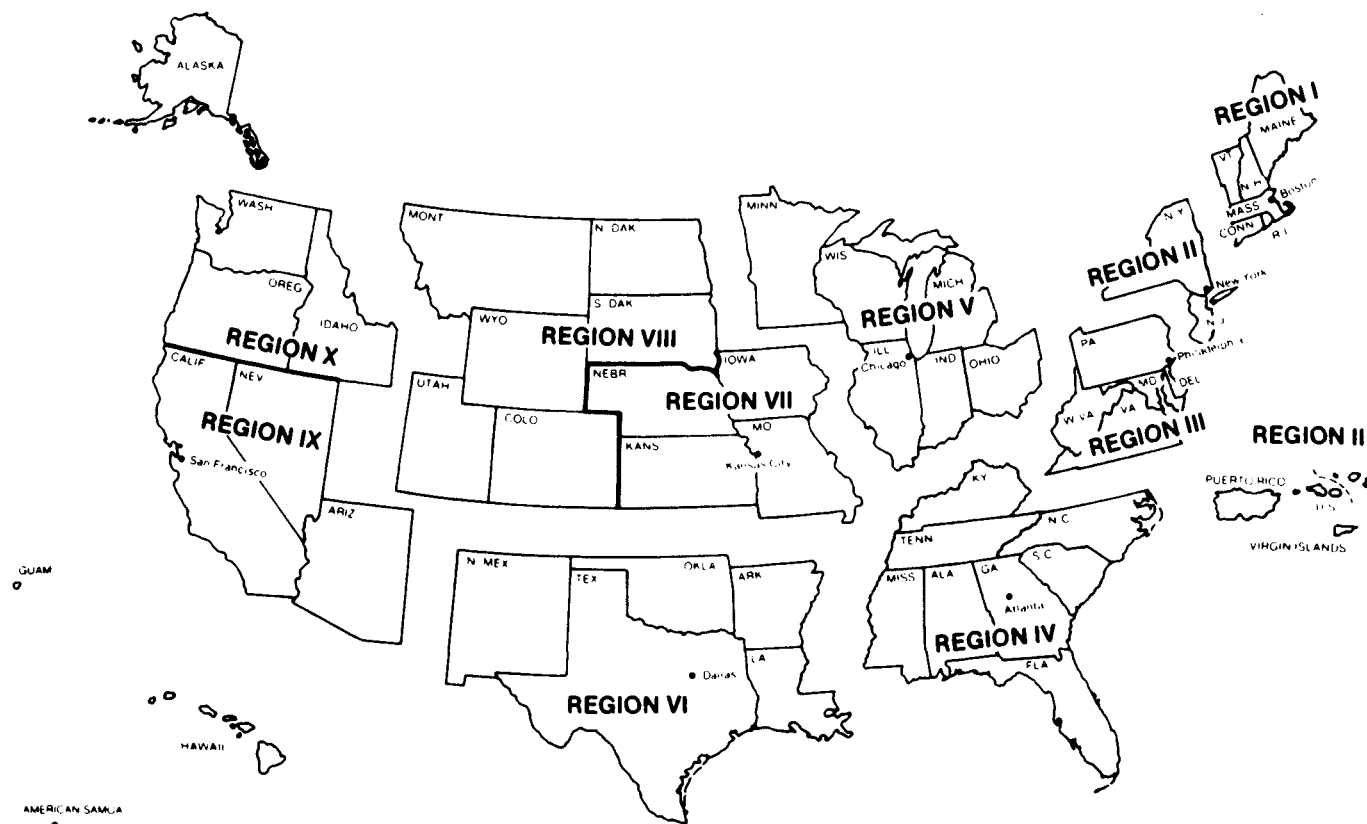 ALASKA
REGION I
MAINE
VT
N H
Boston
MASS
CONN
R I
WASH
MONT
N DAK
MINN
N Y
REGION II
New York
N J
OREG
IDAHO
WYO
S DAK
WIS
MICH
REGION V
REGION X
REGION VIII
PA
CALIF
NEV
UTAH
NEBR
IOWA
ILL
Chicago
IND
OHIO
MD
DEL
REGION IX
COLO
REGION VII
W VA
VA
REGION III
REGION II
San Francisco
KANS
MO
Kansas City
KY
PUERTO RICO
U S
VIRGIN ISLANDS
ARIZ
TENN
N C
S C
GUAM
N MEX
TEX
OKLA
ARK
MISS
ALA
GA
Atlanta
REGION IV
LA
FLA
Dallas
REGION VI
HAWAII
AMERICAN SAMOA